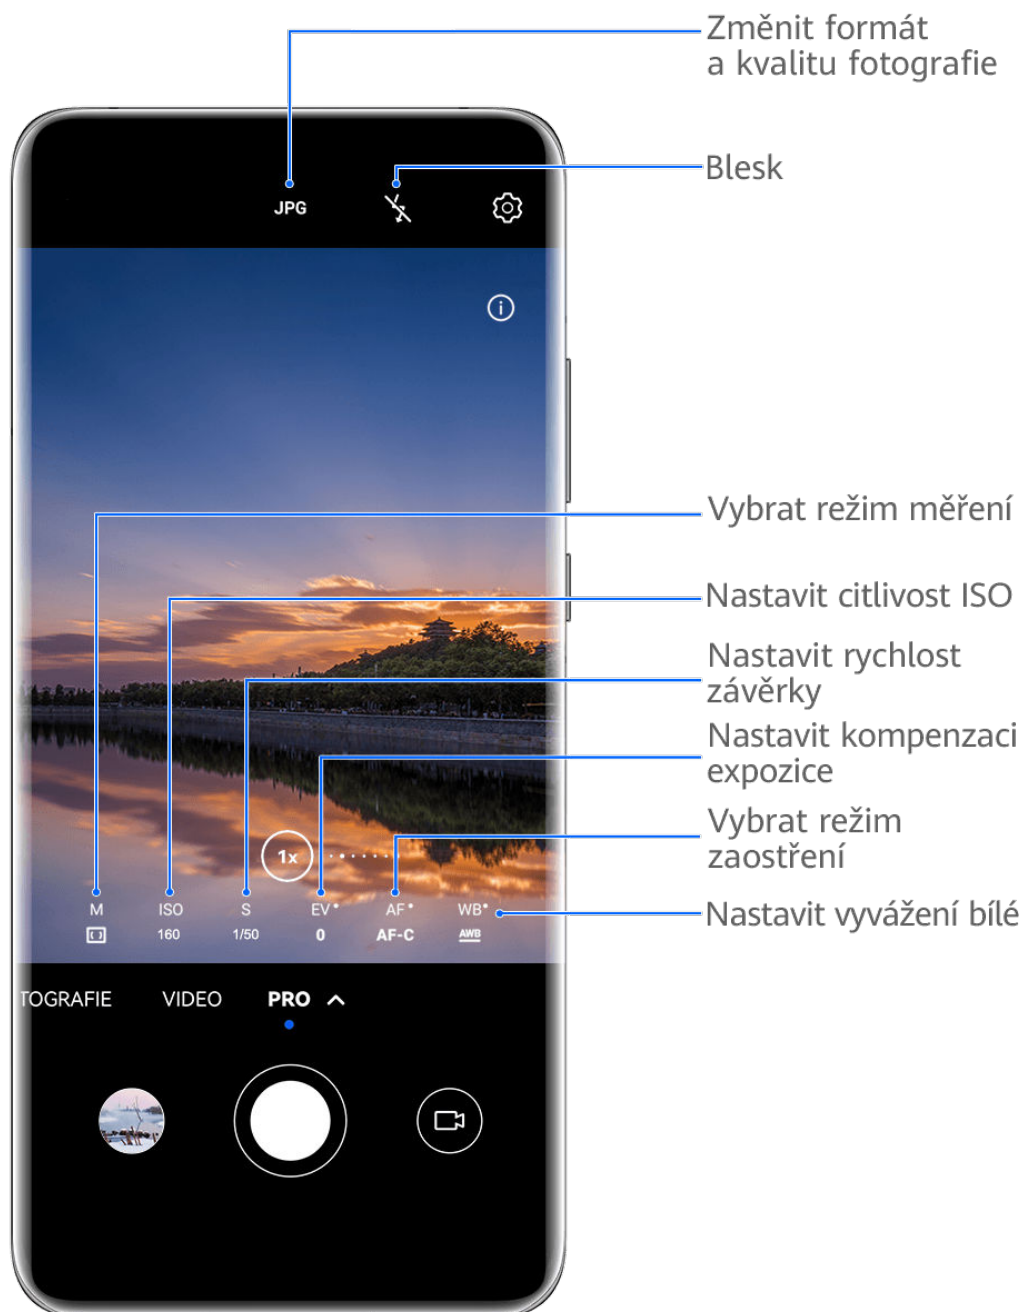 Změnit formát
a kvalitu fotografie
Blesk
JPG
Vybrat režim měření
Nastavit citlivost ISO
Nastavit rychlost
závěrky
Nastavit kompenzaci
expozice
Vybrat režim
zaostření
1x
M ISO S EV AF WB
160 1/50 0 AF-C AWB
Nastavit vyvážení bílé
TOGRAFIE VIDEO PRO